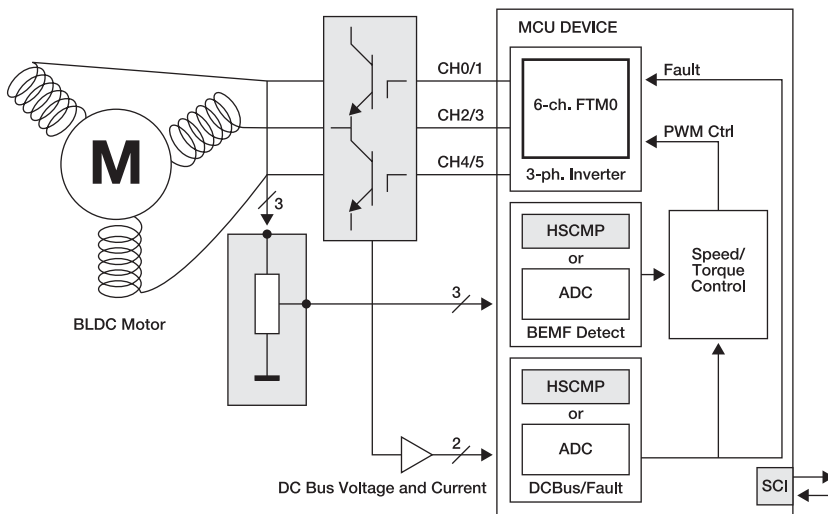 MCU DEVICE
CH0/1
6-ch. FTM0
Fault
CH2/3
PWM Ctrl
CH4/5
3-ph. Inverter
M
3
HSCMP
or
ADC
BEMF Detect
Speed/
Torque
Control
3
BLDC Motor
HSCMP
or
ADC
DCBus/Fault
2
DC Bus Voltage and Current
SCI